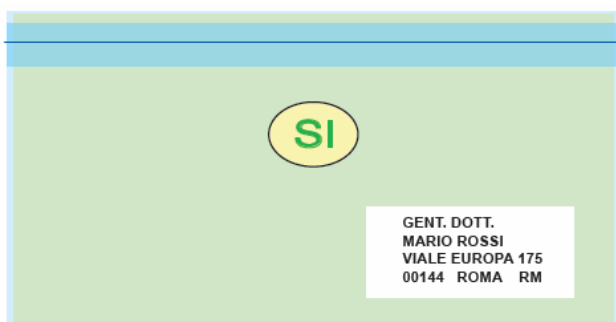 SI
GENT. DOTT.
MARIO ROSSI
VIALE EUROPA 175
00144 ROMA RM